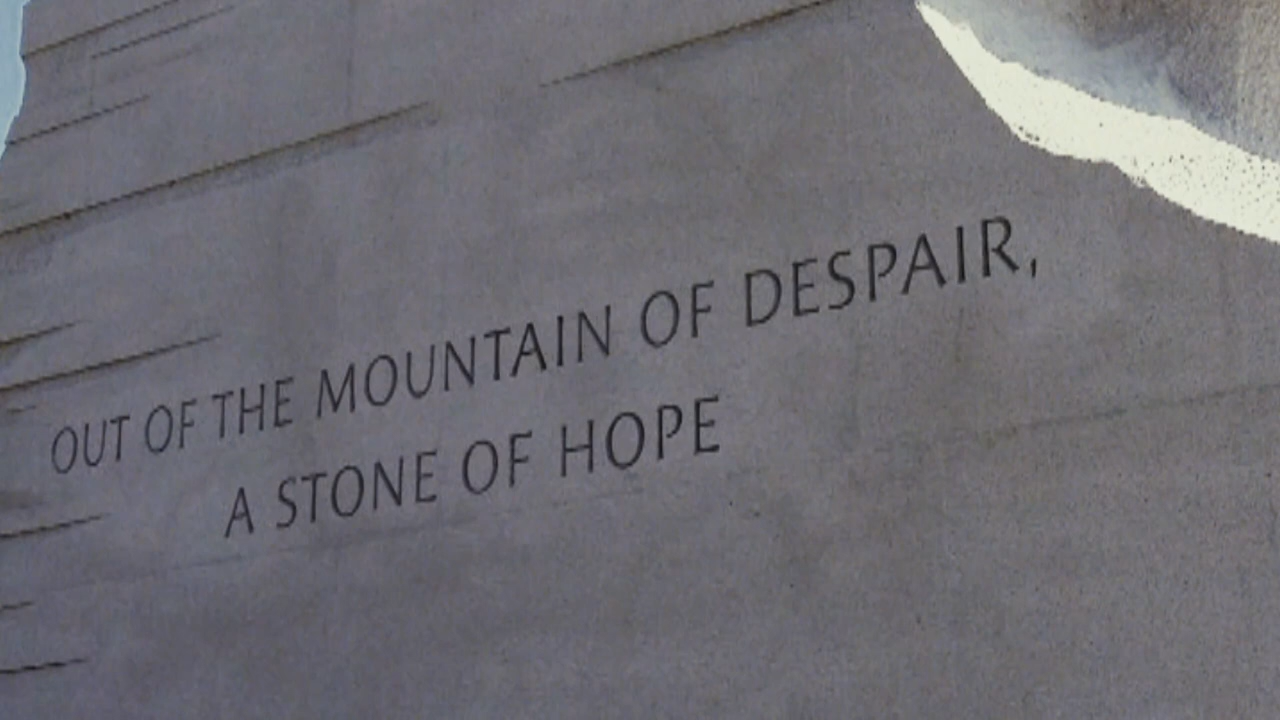 OUT OF THE MOUNTAIN OF DESPAIR,
A STONE OF HOPE